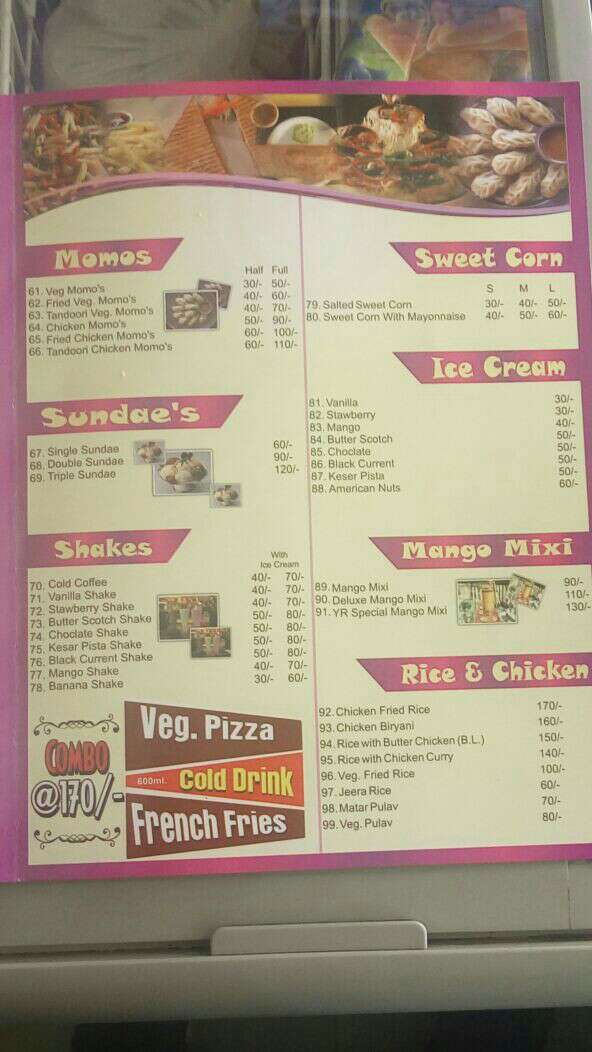 Momos
Half Full
61. Veg Momo's 30/- 50/-
62. Fried Veg. Momo's 40/- 60/-
63. Tandoori Veg. Momo's 40/- 70/-
64. Chicken Momo's 50/- 90/-
65. Fried Chicken Momo's 60/- 100/-
66. Tandoori Chicken Momo's 60/- 110/-
Sundae's
67. Single Sundae 60/-
68. Double Sundae 90/-
69. Triple Sundae 120/-
Shakes
With
Ice Cream
70. Cold Coffee 40/- 70/-
71. Vanilla Shake 40/- 70/-
72. Stawberry Shake 40/- 70/-
73. Butter Scotch Shake 50/- 80/-
74. Choclate Shake 50/- 80/-
75. Kesar Pista Shake 50/- 80/-
76. Black Current Shake 50/- 80/-
77. Mango Shake 40/- 70/-
78. Banana Shake 30/- 60/-
COMBO
@170/-
Veg. Pizza
600ml. Cold Drink
French Fries
Sweet Corn
S M L
79. Salted Sweet Corn 30/- 40/- 50/-
80. Sweet Corn With Mayonnaise 40/- 50/- 60/-
Ice Cream
81. Vanilla 30/-
82. Stawberry 30/-
83. Mango 40/-
84. Butter Scotch 50/-
85. Choclate 50/-
86. Black Current 50/-
87. Keser Pista 50/-
88. American Nuts 60/-
Mango Mixi
89. Mango Mixi 90/-
90. Deluxe Mango Mixi 110/-
91. YR Special Mango Mixi 130/-
Rice & Chicken
92. Chicken Fried Rice 170/-
93. Chicken Biryani 160/-
94. Rice with Butter Chicken (B.L.) 150/-
95. Rice with Chicken Curry 140/-
96. Veg. Fried Rice 100/-
97. Jeera Rice 60/-
98. Matar Pulav 70/-
99. Veg. Pulav 80/-